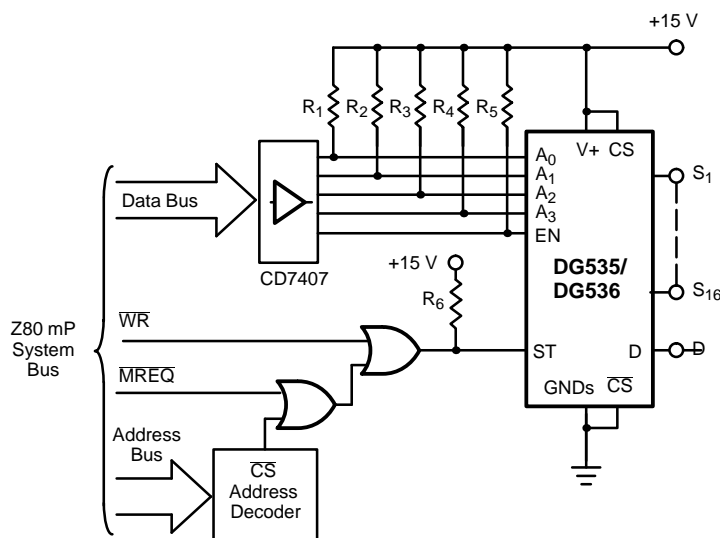 +15 V
R1 R2 R3 R4 R5
V+ CS
A0
A1
A2
A3
EN
S1
Data Bus
CD7407
+15 V
DG535/
DG536
R6
S16
Z80 mP
System
Bus
WR
ST
D
D
MREQ
GNDs CS
Address
Bus
CS
Address
Decoder